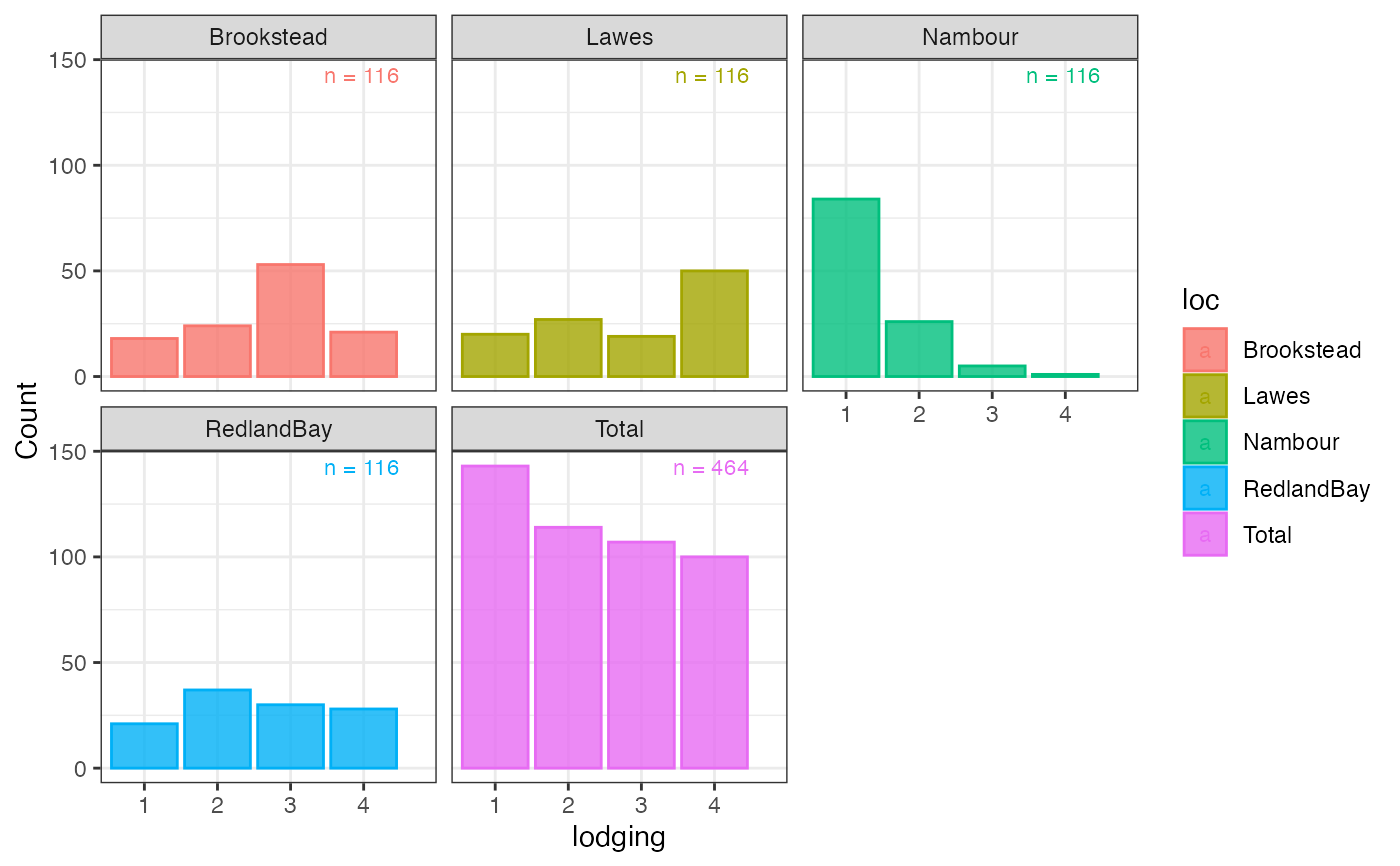 Brookstead
Lawes
Nambour
n = 116
n = 116
n = 116
150
100
50
0
1 2 3 4
RedlandBay
Total
n = 116
n = 464
150
100
50
0
1 2 3 4
1 2 3 4
lodging
Count
loc
a Brookstead
a Lawes
a Nambour
a RedlandBay
a Total